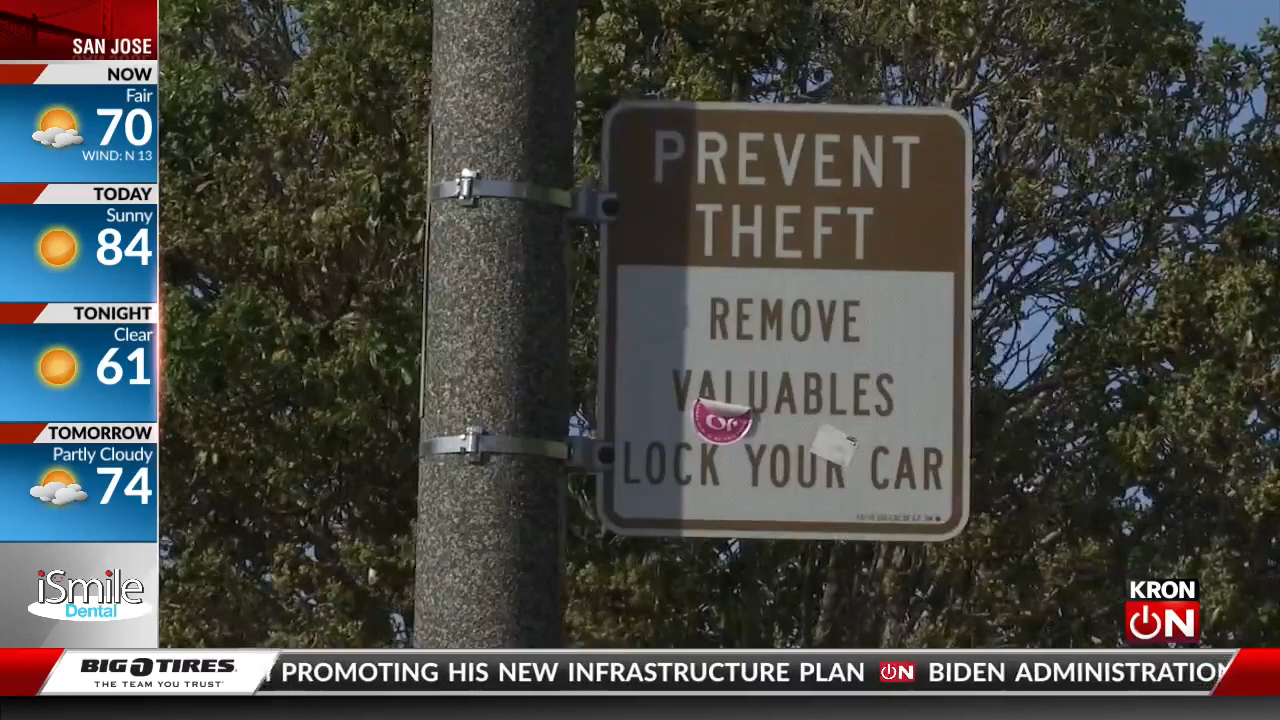 SAN JOSE
NOW
Fair
70
WIND: N 13
TODAY
Sunny
84
TONIGHT
Clear
61
TOMORROW
Partly Cloudy
74
iSmile
Dental
PREVENT
THEFT
REMOVE
VALUABLES
LOCK YOUR CAR
KRON
ON
BIG O TIRES
THE TEAM YOU TRUST
PROMOTING HIS NEW INFRASTRUCTURE PLAN ON BIDEN ADMINISTRATION